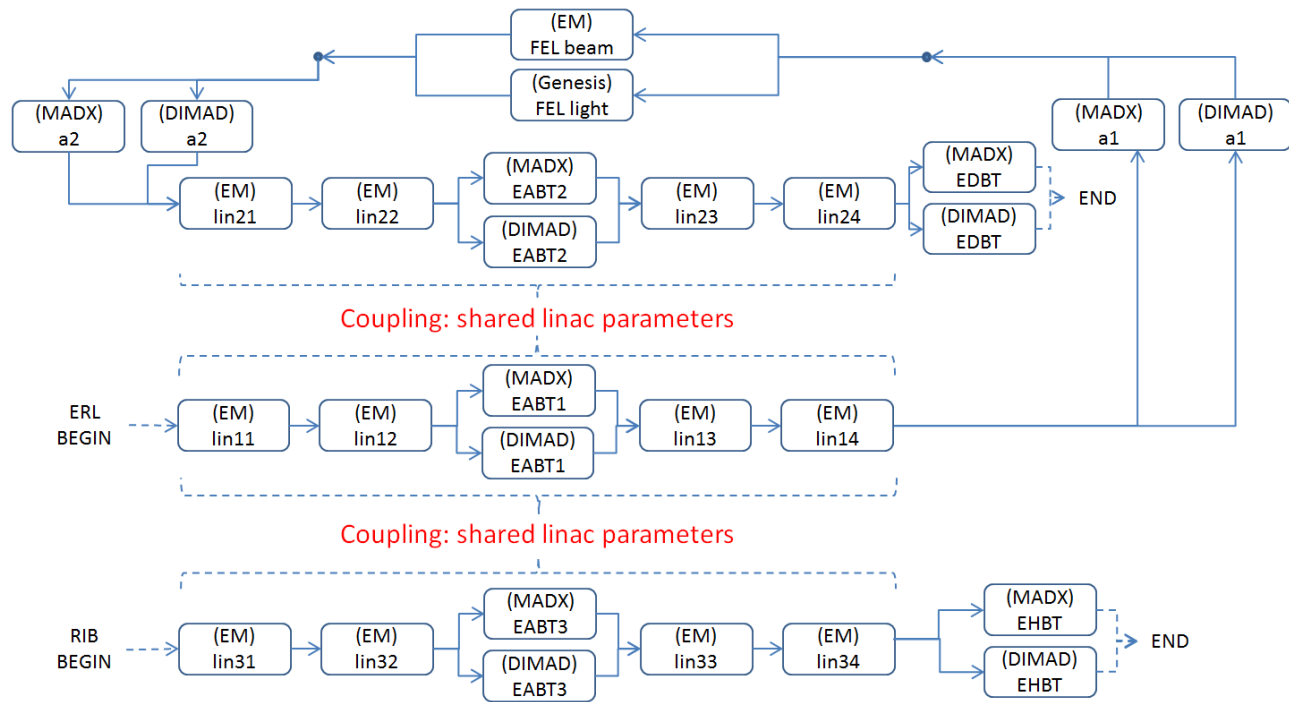 (EM)
FEL beam
(Genesis)
FEL light
(MADX)
a2
(DIMAD)
a2
(MADX)
a1
(DIMAD)
a1
(EM)
lin21
(EM)
lin22
(MADX)
EABT2
(DIMAD)
EABT2
(EM)
lin23
(EM)
lin24
(MADX)
EDBT
(DIMAD)
EDBT
END
Coupling: shared linac parameters
ERL
BEGIN
(EM)
lin11
(EM)
lin12
(MADX)
EABT1
(DIMAD)
EABT1
(EM)
lin13
(EM)
lin14
Coupling: shared linac parameters
RIB
BEGIN
(EM)
lin31
(EM)
lin32
(MADX)
EABT3
(DIMAD)
EABT3
(EM)
lin33
(EM)
lin34
(MADX)
EHBT
(DIMAD)
EHBT
END